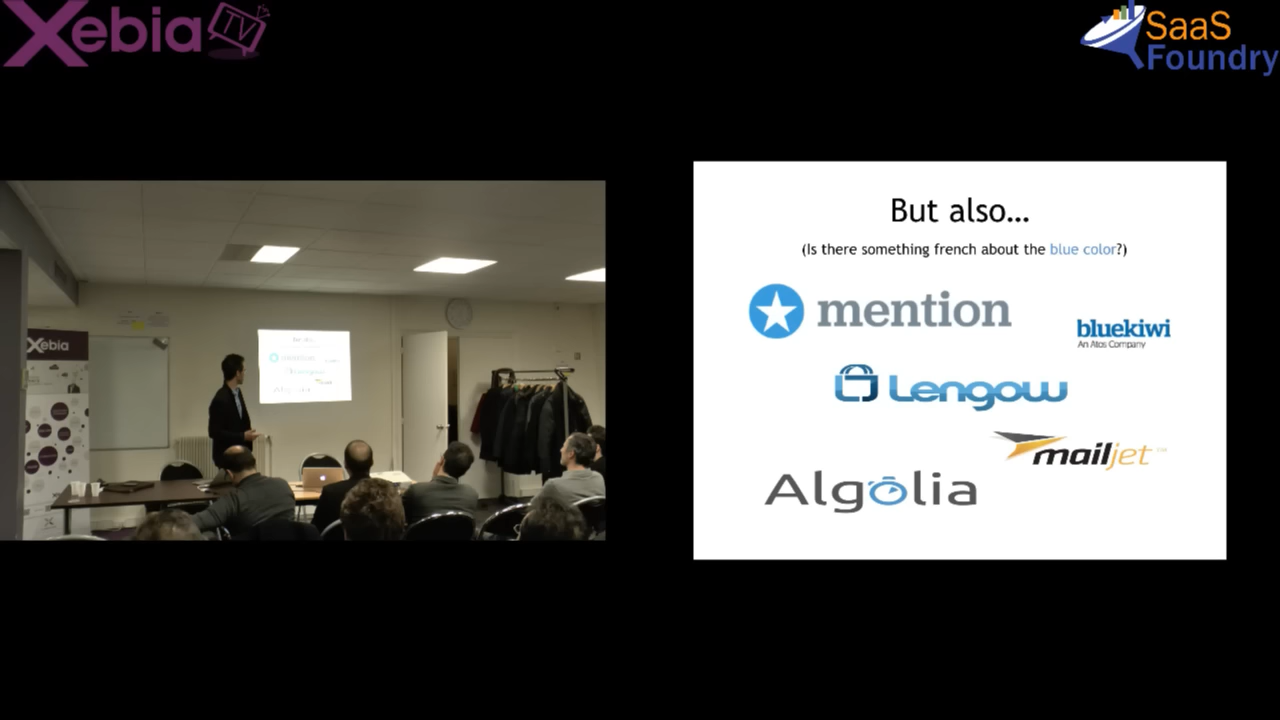 Xebia TV
SaaS
Foundry
Xebia
But also...
(Is there something french about the blue color?)
mention
bluekiwi
An Atos Company
Lengow
mailjet
Algolia